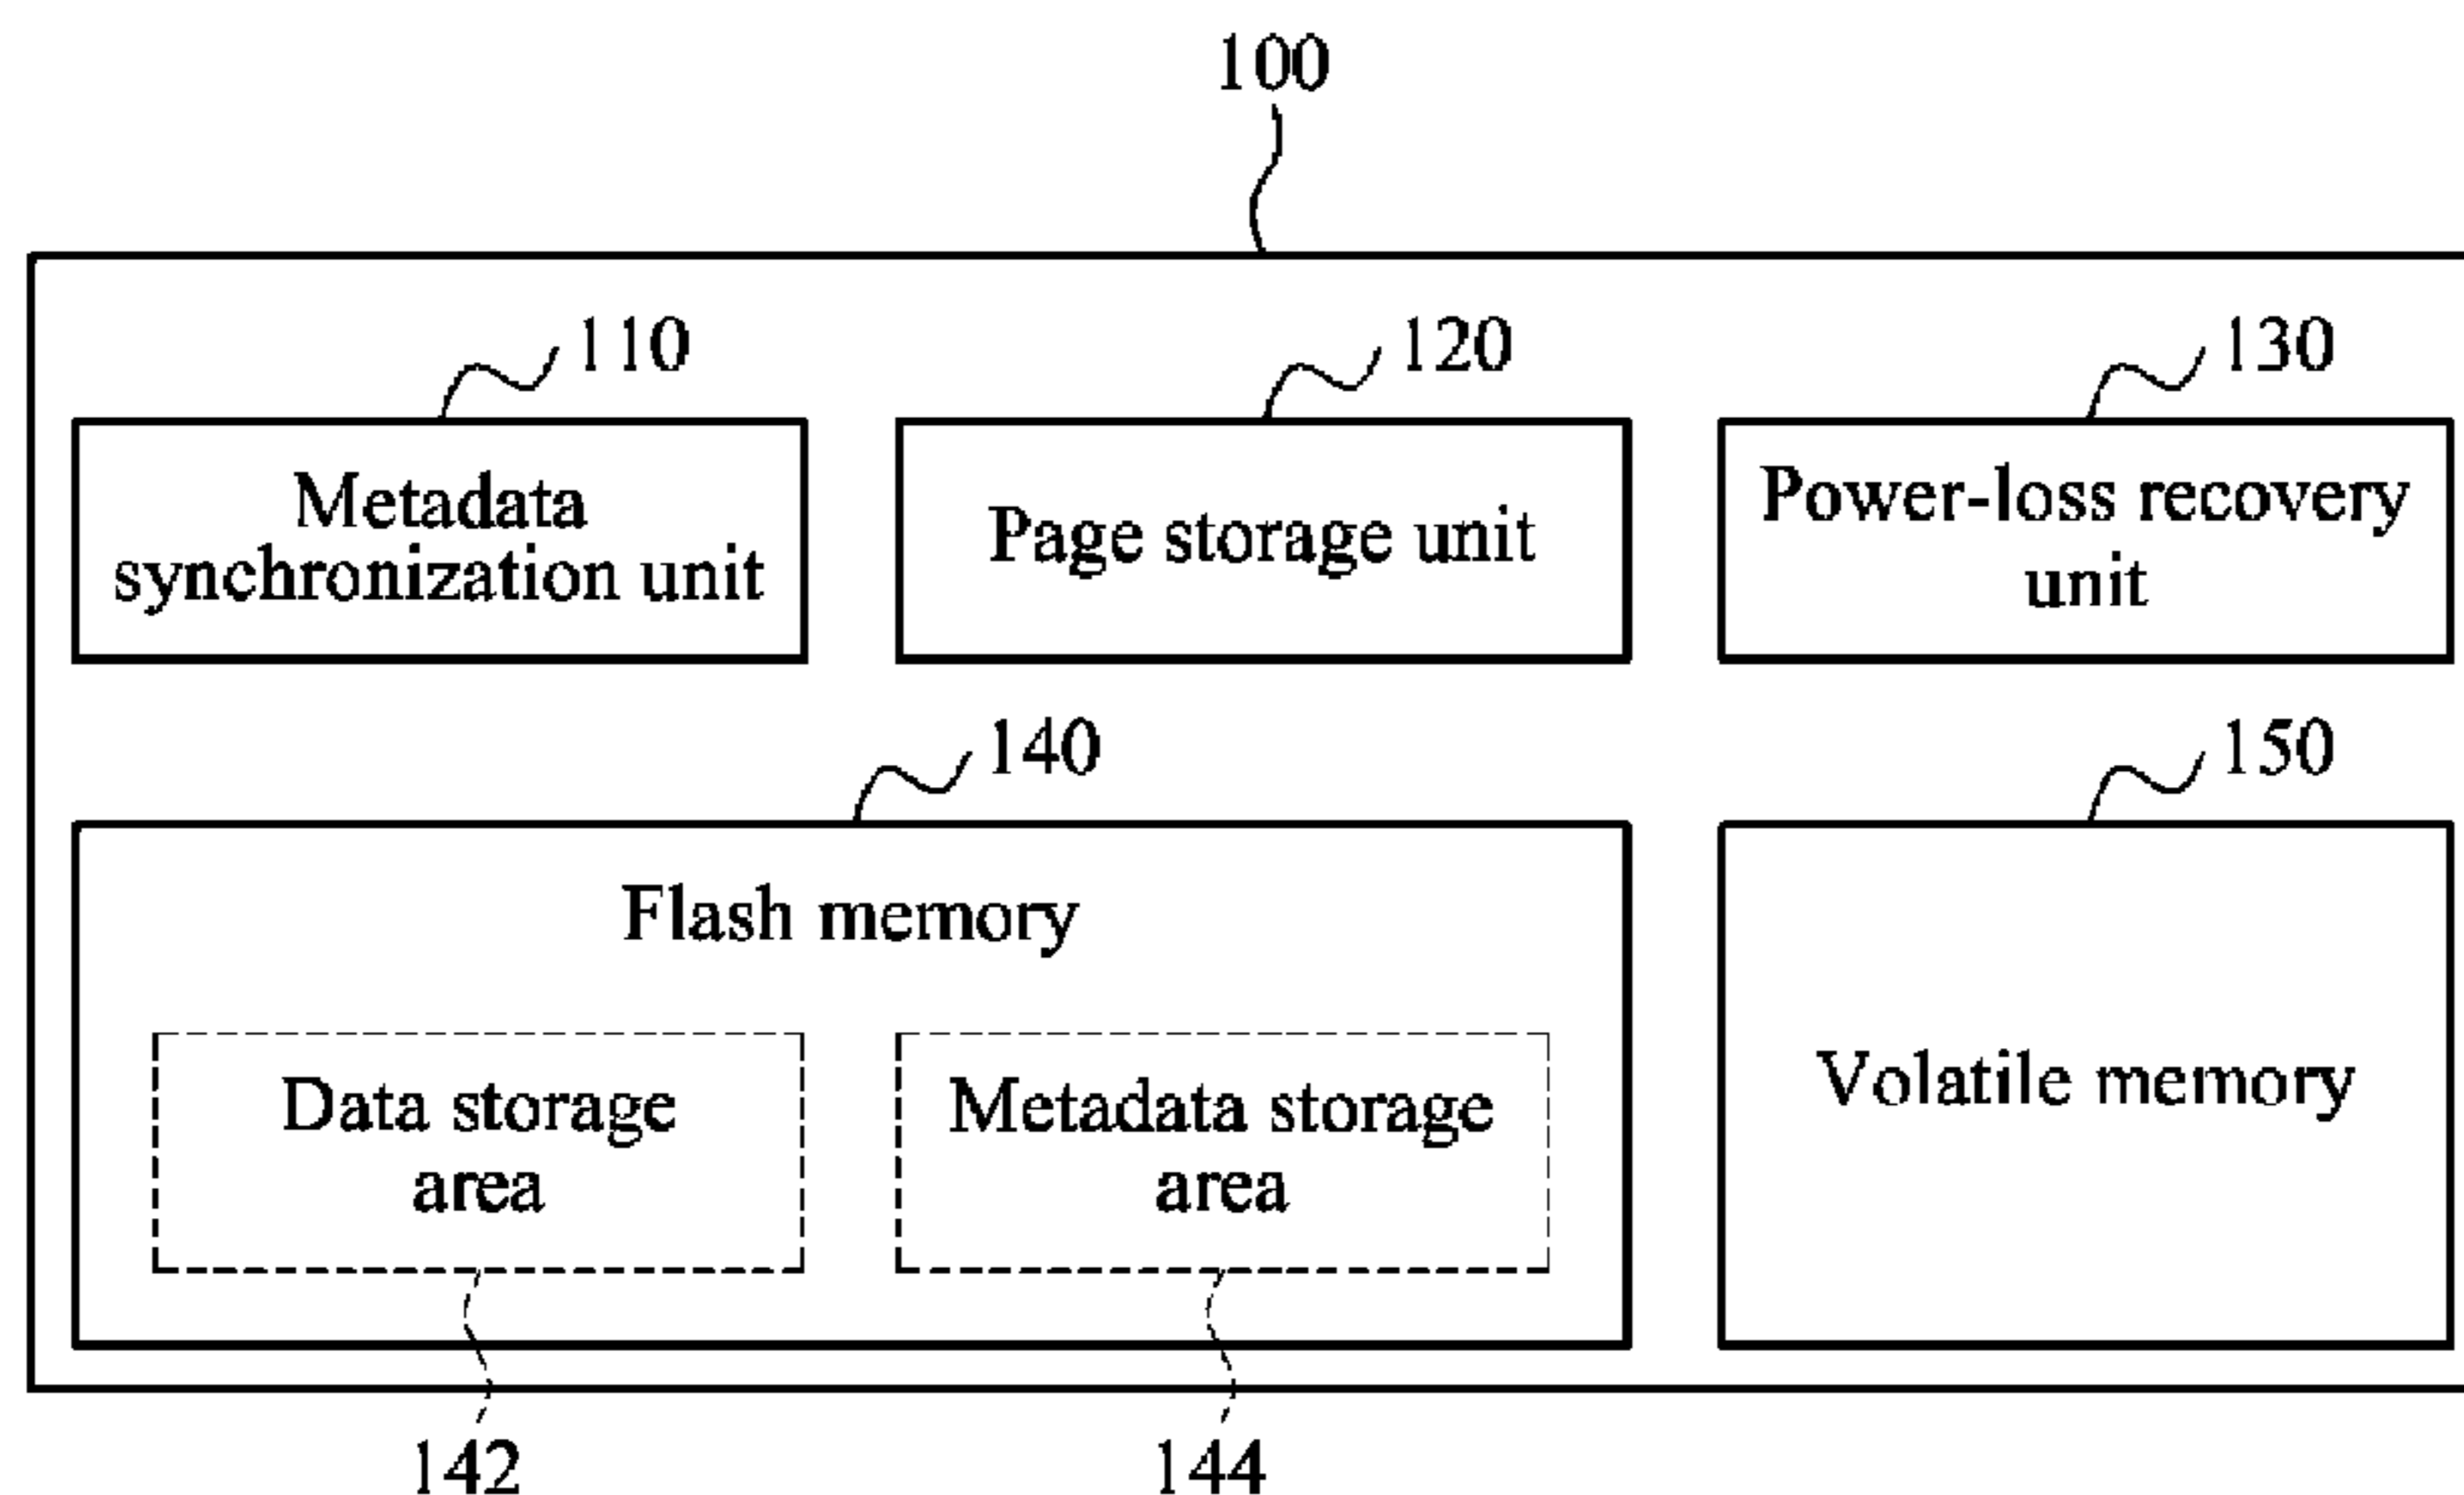 100
110
120
130
Metadata
synchronization unit
Page storage unit
Power-loss recovery
unit
140
150
Flash memory
Data storage
area
Metadata storage
area
Volatile memory
142
144